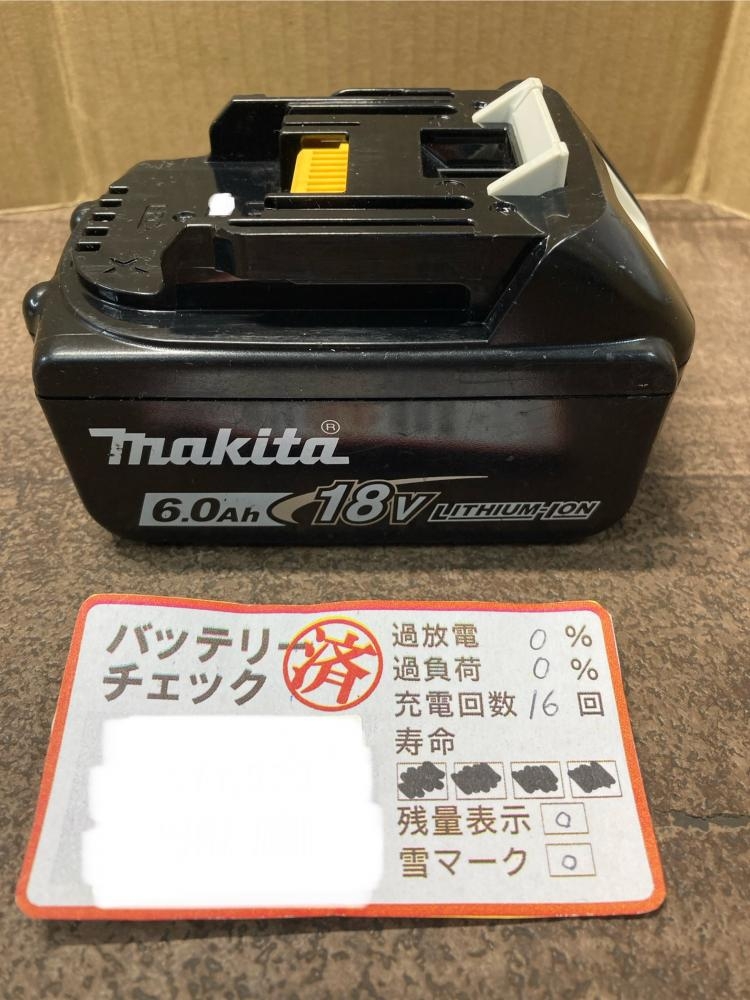 makita®
6.0Ah 18V LITHIUM-ION
バッテリー
チェック
済
過放電 0 %
過負荷 0 %
充電回数 16 回
寿命
残量表示 ○
雪マーク ○